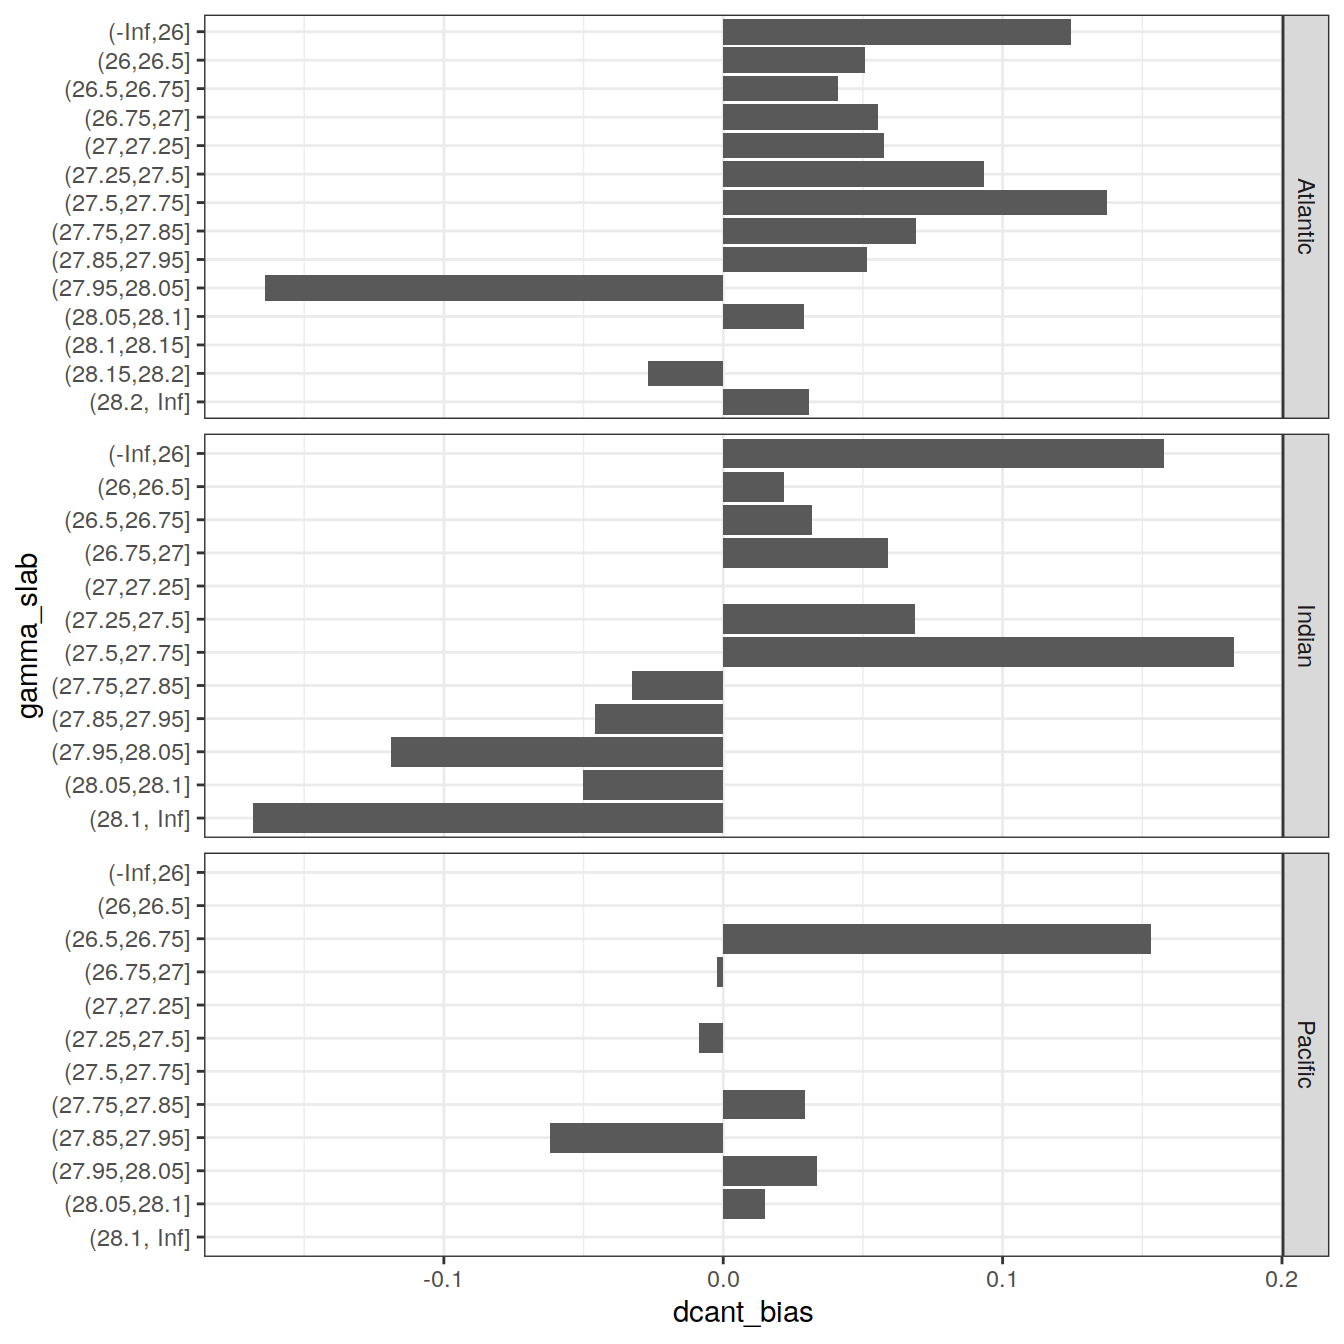 (-Inf,26]
(26,26.5]
(26.5,26.75]
(26.75,27]
(27,27.25]
(27.25,27.5]
(27.5,27.75]
(27.75,27.85]
(27.85,27.95]
(27.95,28.05]
(28.05,28.1]
(28.1,28.15]
(28.15,28.2]
(28.2, Inf]
Atlantic
(-Inf,26]
(26,26.5]
(26.5,26.75]
(26.75,27]
(27,27.25]
(27.25,27.5]
(27.5,27.75]
(27.75,27.85]
(27.85,27.95]
(27.95,28.05]
(28.05,28.1]
(28.1, Inf]
Indian
gamma_slab
(-Inf,26]
(26,26.5]
(26.5,26.75]
(26.75,27]
(27,27.25]
(27.25,27.5]
(27.5,27.75]
(27.75,27.85]
(27.85,27.95]
(27.95,28.05]
(28.05,28.1]
(28.1, Inf]
Pacific
-0.1 0.0 0.1 0.2
dcant_bias